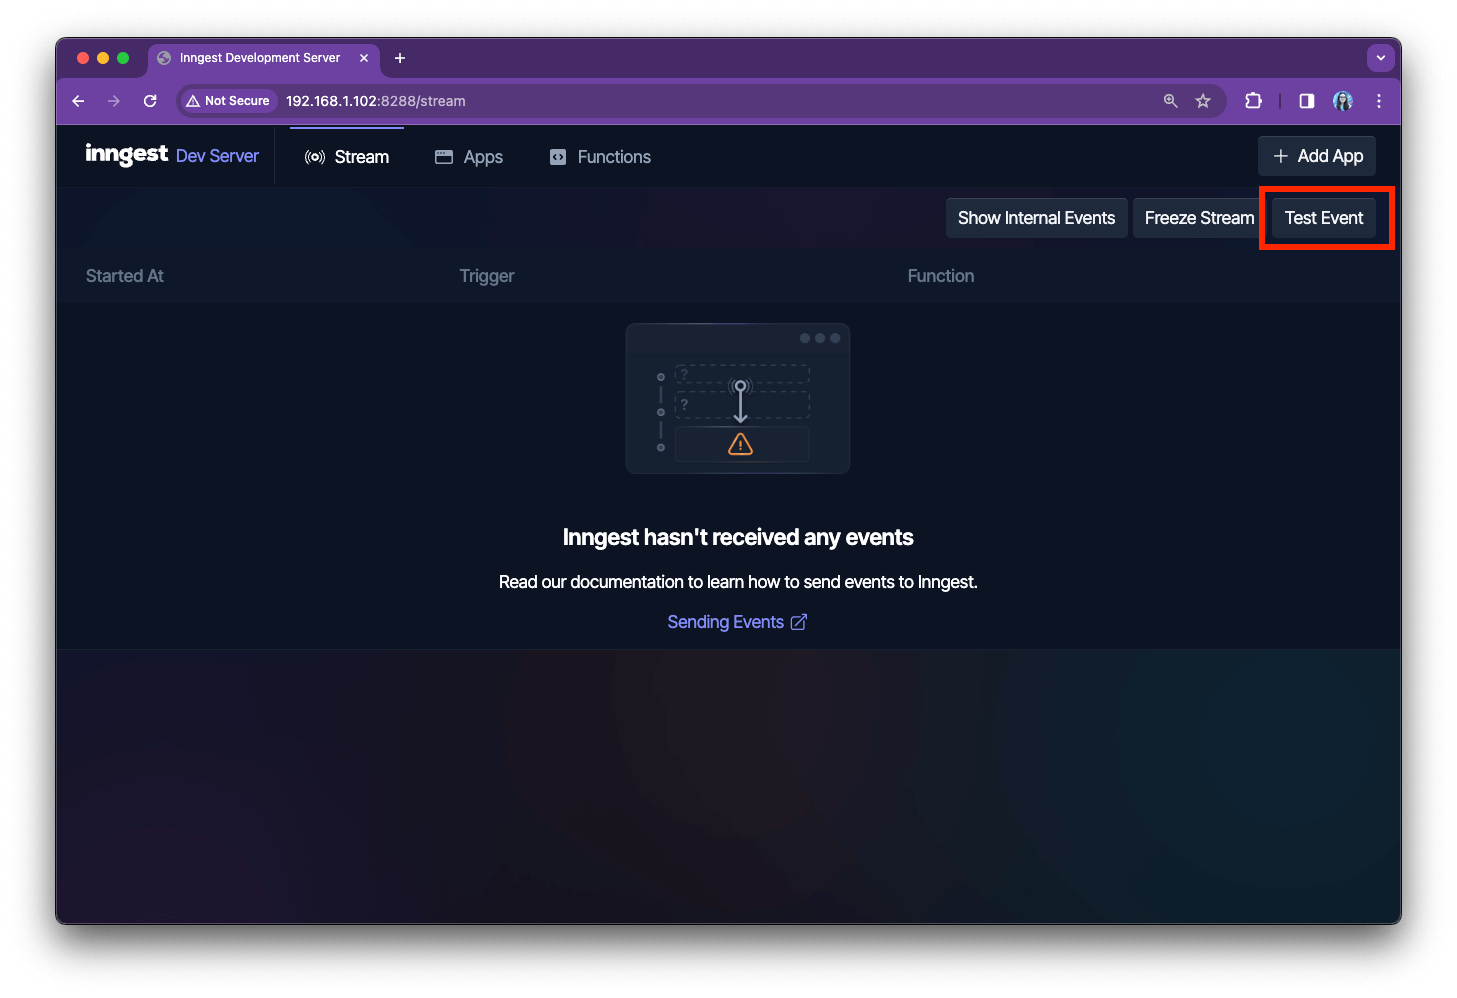 Inngest Development Server
Not Secure 192.168.1.102:8288/stream
inngest Dev Server Stream Apps Functions + Add App
Show Internal Events Freeze Stream Test Event
Started At Trigger Function
?
?
Inngest hasn't received any events
Read our documentation to learn how to send events to Inngest.
Sending Events